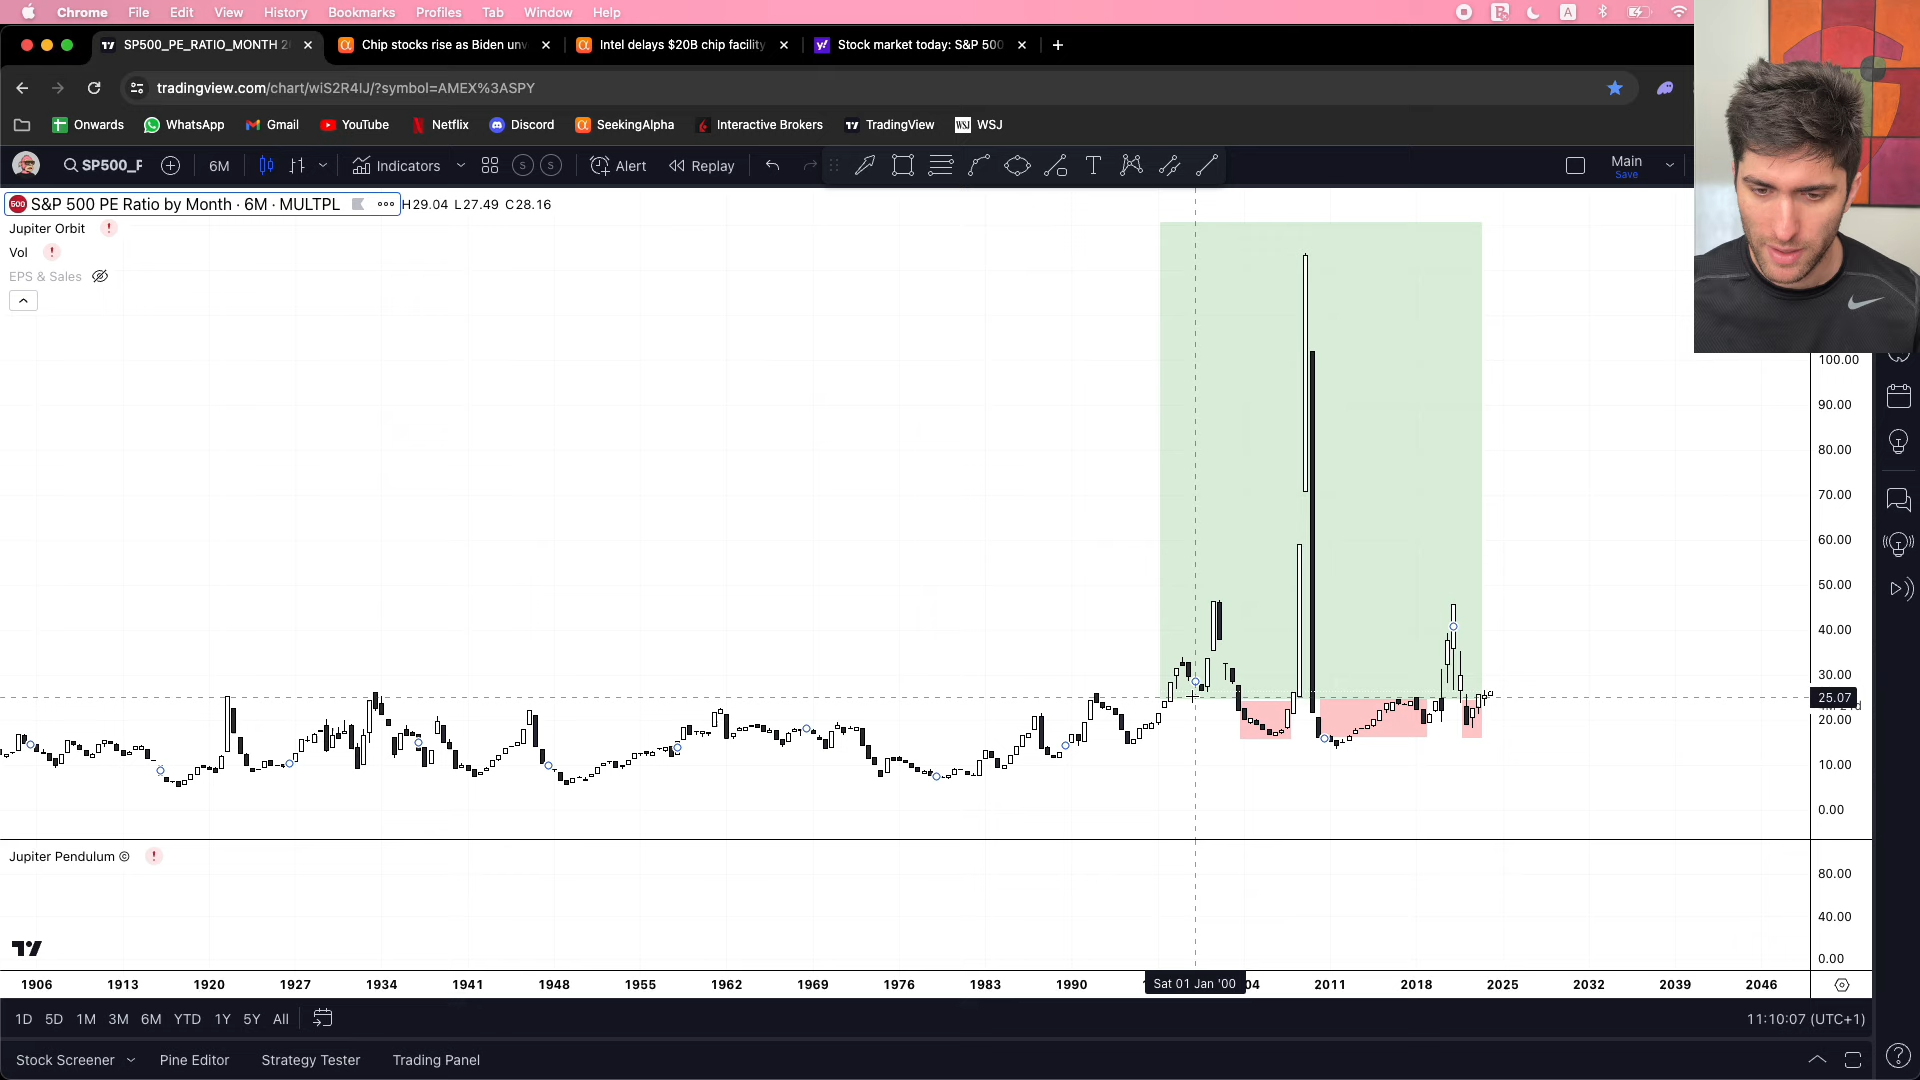 Chrome File Edit View History Bookmarks Profiles Tab Window Help
SP500_PE_RATIO_MONTH 2 Chip stocks rise as Biden unv Intel delays $20B chip facility Stock market today: S&P 500
tradingview.com/chart/wiS2R4lJ/?symbol=AMEX%3ASPY
Onwards WhatsApp Gmail YouTube Netflix Discord SeekingAlpha Interactive Brokers TradingView WSJ
SP500_F 6M Indicators S S Alert Replay Main
Save
S&P 500 PE Ratio by Month · 6M · MULTPL H29.04 L27.49 C28.16
Jupiter Orbit
Vol
EPS & Sales
100.00
90.00
80.00
70.00
60.00
50.00
40.00
30.00
25.07
20.00
10.00
0.00
Jupiter Pendulum
80.00
40.00
0.00
1906 1913 1920 1927 1934 1941 1948 1955 1962 1969 1976 1983 1990 Sat 01 Jan '00 04 2011 2018 2025 2032 2039 2046
1D 5D 1M 3M 6M YTD 1Y 5Y All 11:10:07 (UTC+1)
Stock Screener Pine Editor Strategy Tester Trading Panel